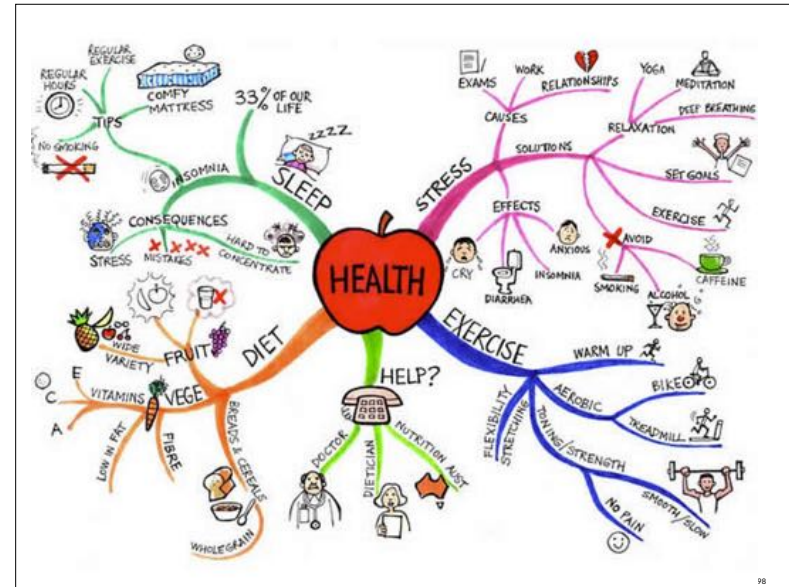 HEALTH
SLEEP
33% OF OUR
LIFE
ZZZZ
INSOMNIA
TIPS
REGULAR
EXERCISE
REGULAR
HOURS
COMFY
MATTRESS
NO SMOKING
CONSEQUENCES
STRESS
MISTAKES
HARD TO
CONCENTRATE
STRESS
CAUSES
EXAMS
WORK
RELATIONSHIPS
SOLUTIONS
RELAXATION
YOGA
MEDITATION
DEEP BREATHING
SET GOALS
EXERCISE
AVOID
SMOKING
ALCOHOL
CAFFEINE
EFFECTS
CRY
DIARRHEA
INSOMNIA
ANXIOUS
DIET
FRUIT
WIDE
VARIETY
VEGE
VITAMINS
E
C
A
LOW IN FAT
FIBRE
BREADS & CEREALS
WHOLEGRAIN
HELP?
DOCTOR
DIETICIAN
NUTRITION AUST
EXERCISE
WARM UP
AEROBIC
BIKE
TREADMILL
TONING/STRENGTH
SMOOTH/SLOW
NO PAIN
FLEXIBILITY
STRETCHING
98